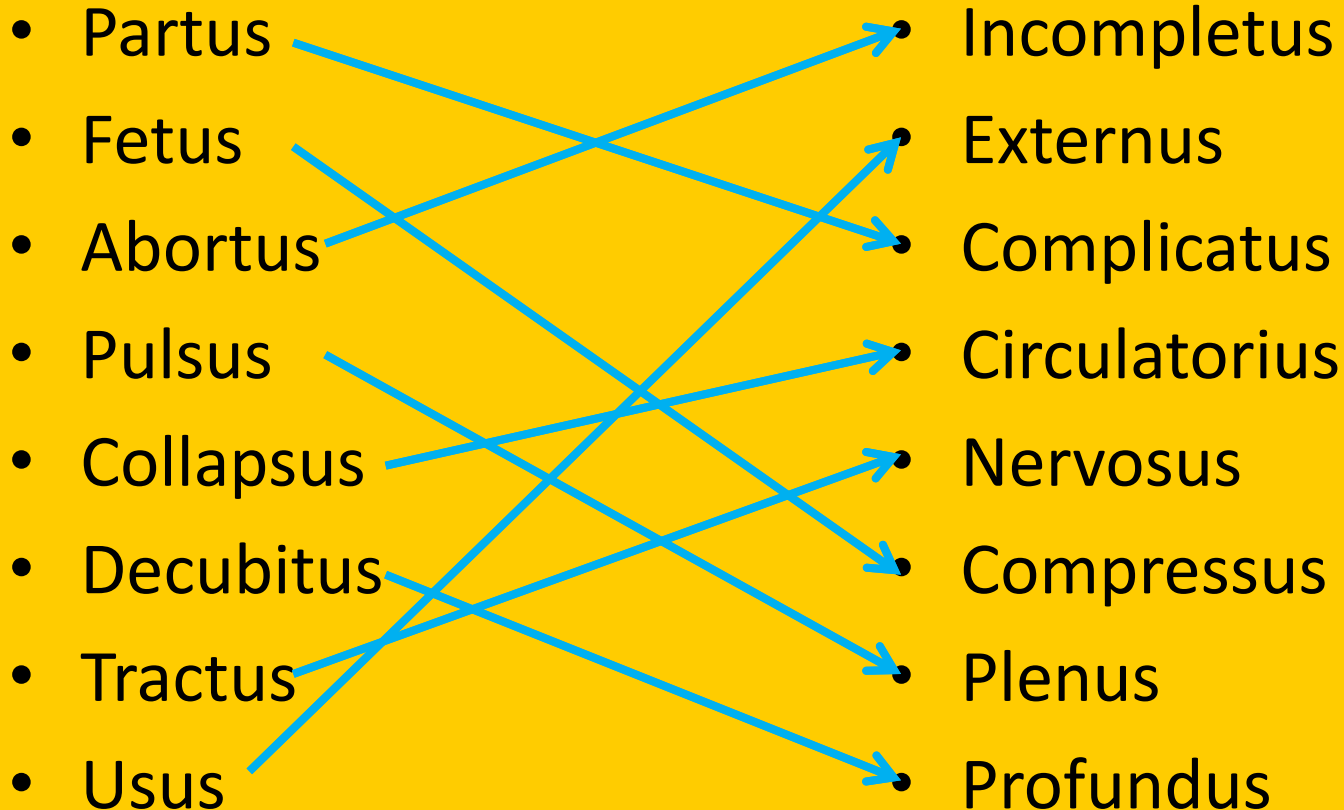 • Partus
• Fetus
• Abortus
• Pulsus
• Collapsus
• Decubitus
• Tractus
• Usus
• Incompletus
• Externus
• Complicatus
• Circulatorius
• Nervosus
• Compressus
• Plenus
• Profundus